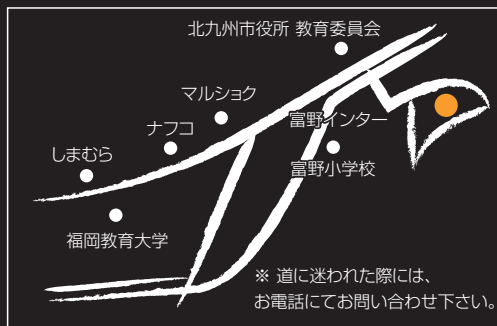 北九州市役所 教育委員会
マルショク
ナフコ
しまむら
富野インター
富野小学校
福岡教育大学
※ 道に迷われた際には、
お電話にてお問い合わせ下さい。